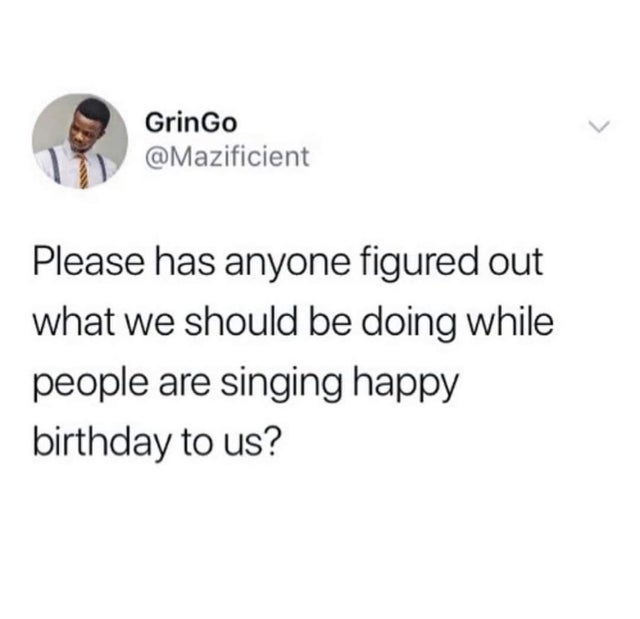 GrinGo
@Mazificient
Please has anyone figured out
what we should be doing while
people are singing happy
birthday to us?